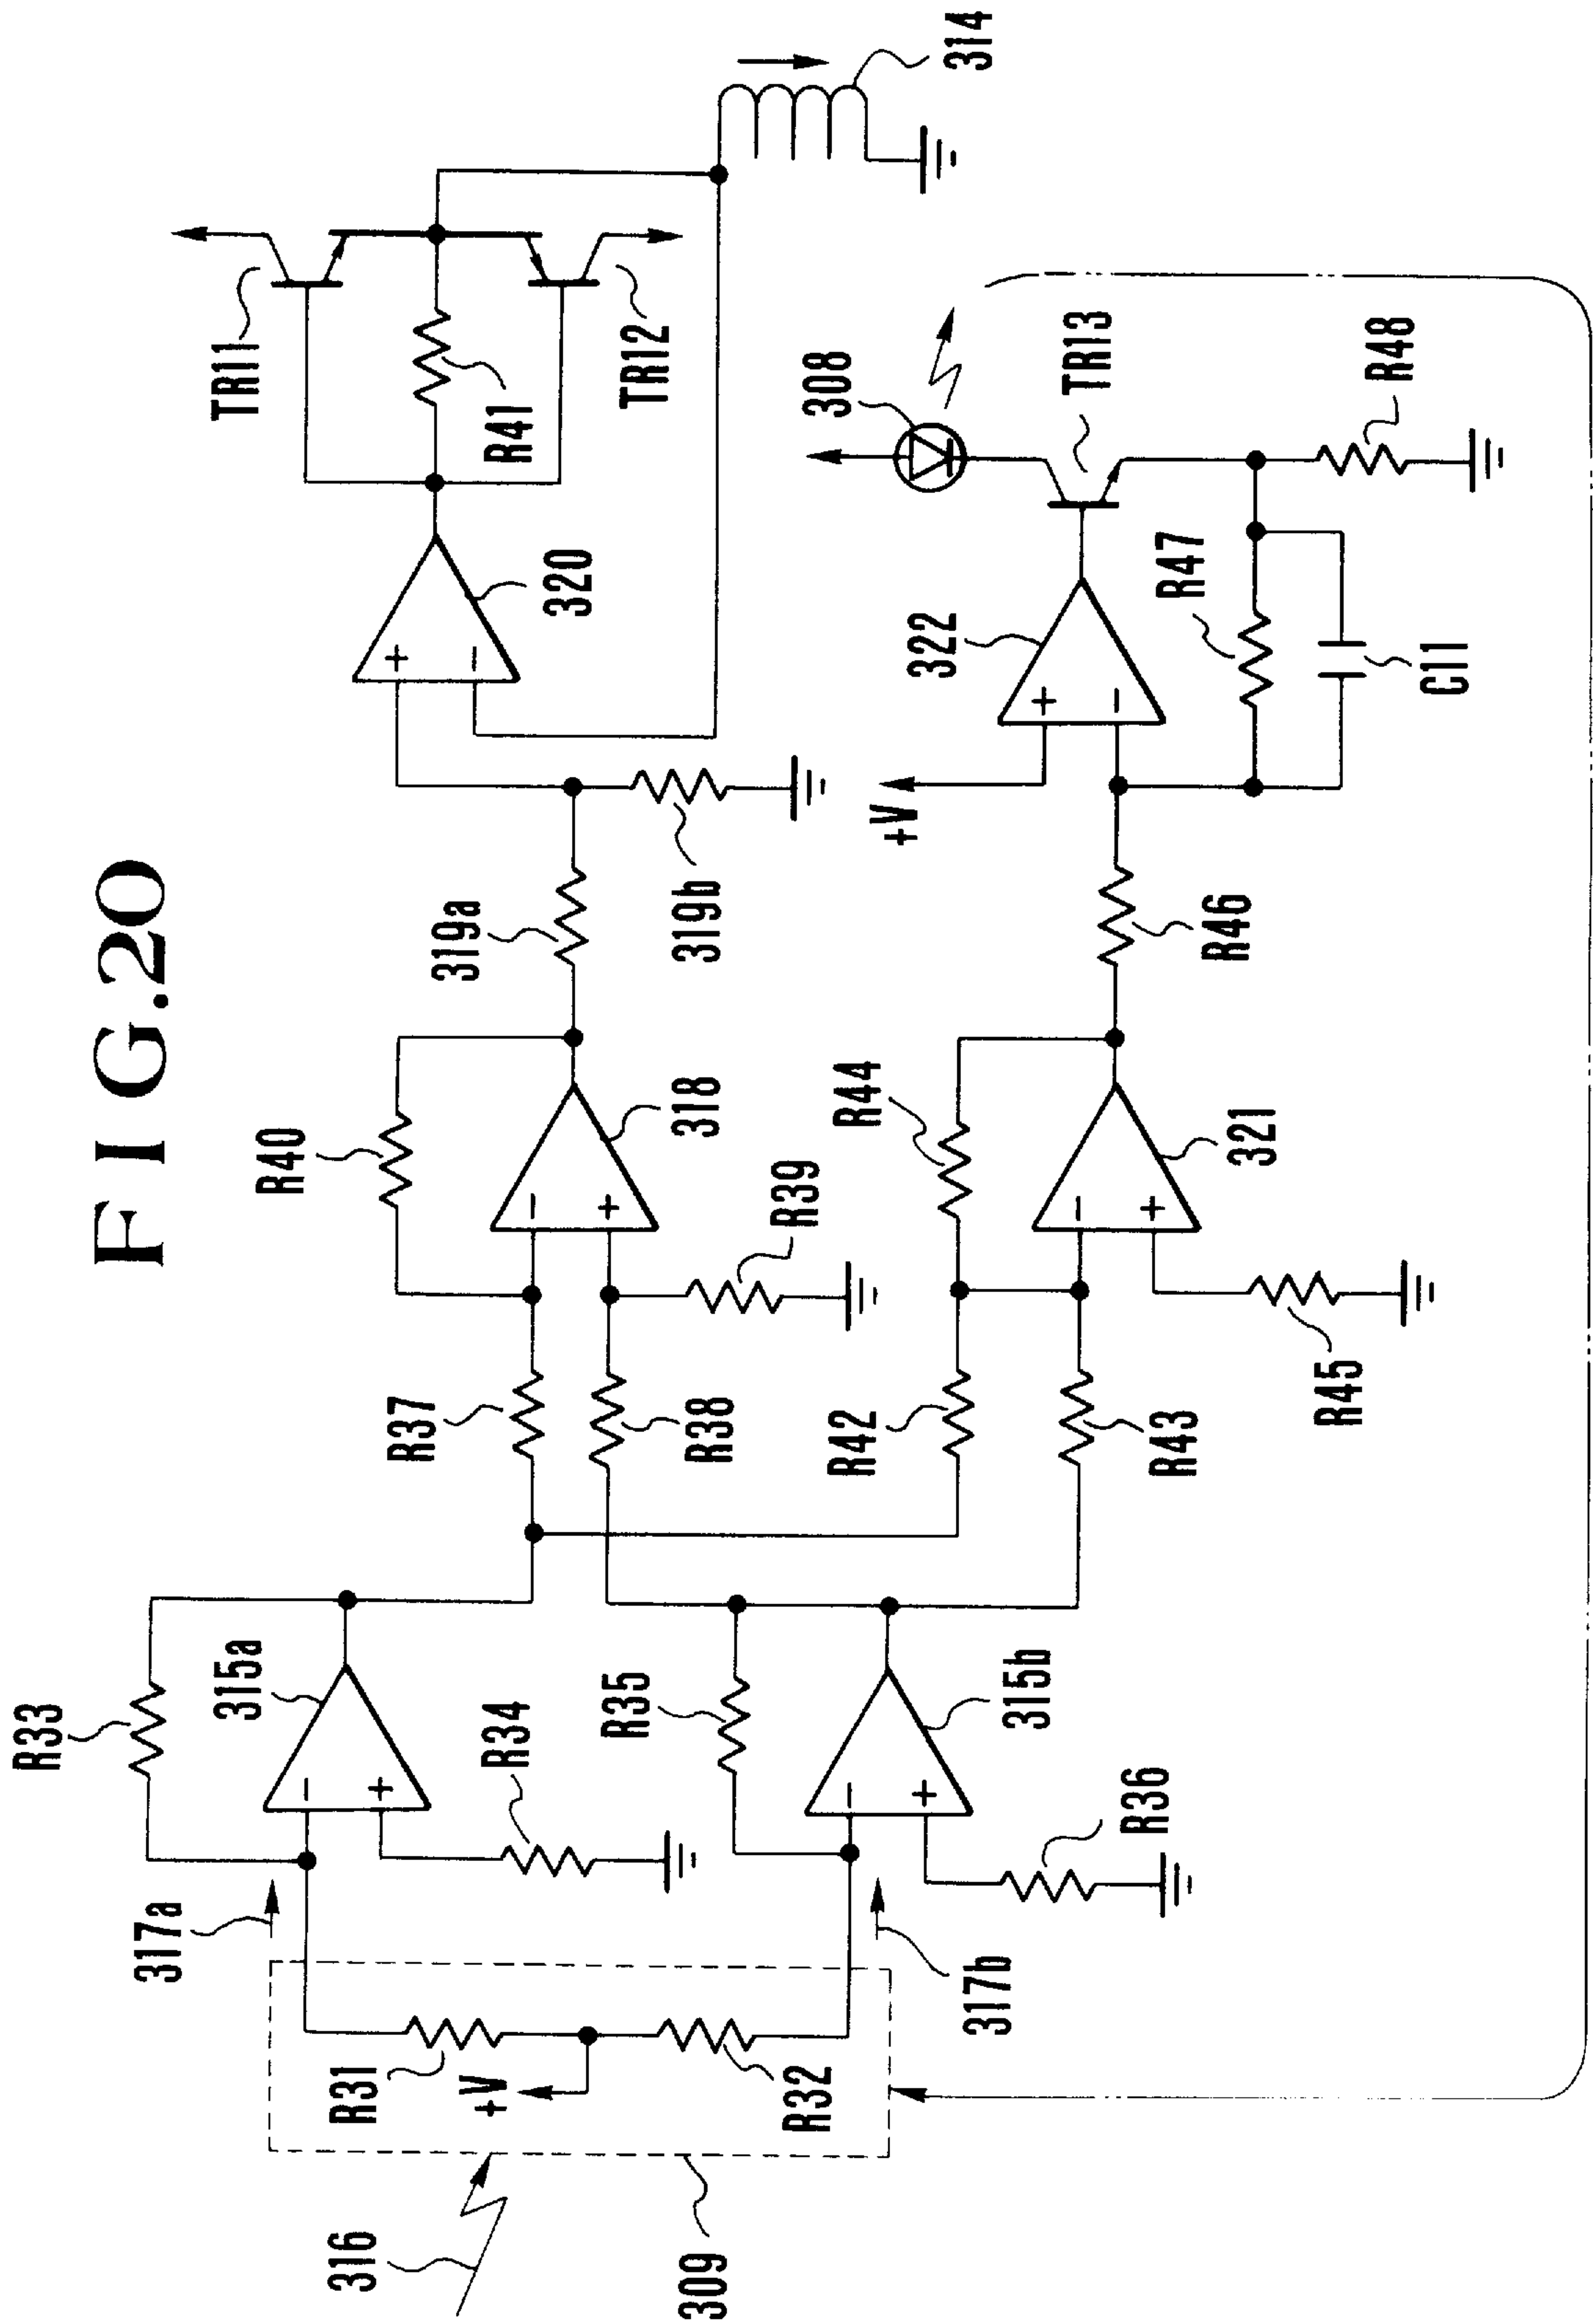 FIG.20
R33
315a
R34
317a
R31
+V
R32
316
309
317b
R35
315b
R36
R37
R38
R40
318
R39
319a
319b
320
TR11
R41
TR12
314
R42
R43
R44
321
R45
R46
+V
322
308
TR13
R47
C11
R48
+
-
+
-
+
-
+
-
+
-
+
-